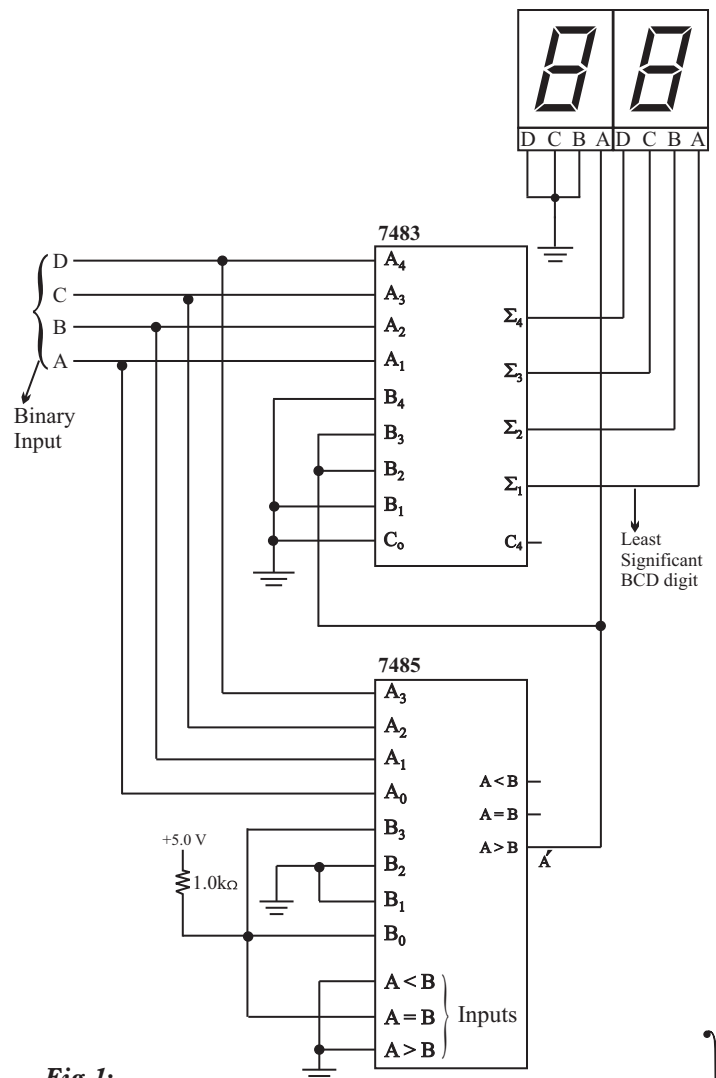 D C B A D C B A
7483
D
C
B
A
Binary
Input
A₄
A₃
A₂
A₁
B₄
B₃
B₂
B₁
C₀
Σ₄
Σ₃
Σ₂
Σ₁
C₄
Least
Significant
BCD digit
7485
A₃
A₂
A₁
A₀
B₃
B₂
B₁
B₀
A < B
A = B
A > B
A´
+5.0 V
1.0kΩ
A < B
A = B
A > B
Inputs
Fig-1: